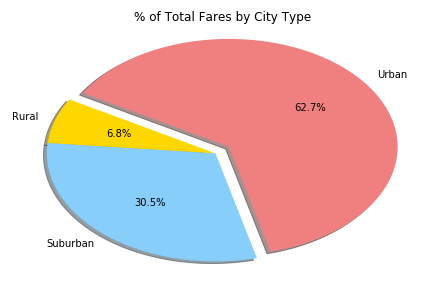 % of Total Fares by City Type
Urban
62.7%
Rural
6.8%
30.5%
Suburban